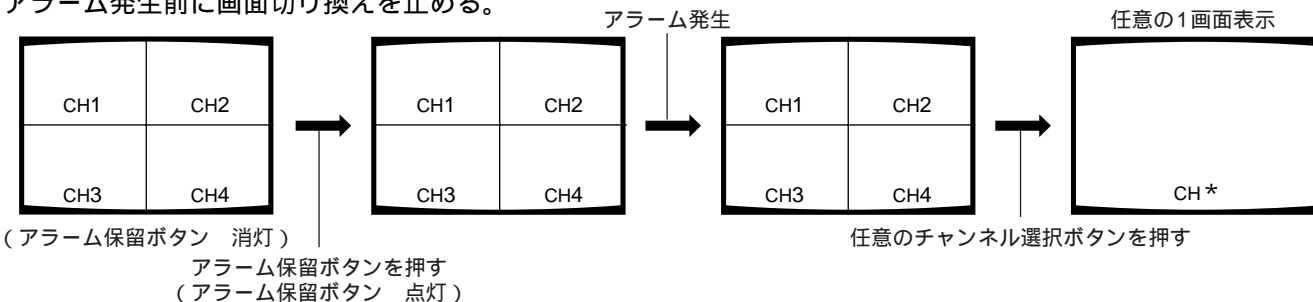 アラーム発生前に画面切り換えを止める。
アラーム発生
任意の1画面表示
CH1 CH2
CH3 CH4
CH1 CH2
CH3 CH4
CH1 CH2
CH3 CH4
CH*
(アラーム保留ボタン 消灯)
アラーム保留ボタンを押す
(アラーム保留ボタン 点灯)
任意のチャンネル選択ボタンを押す